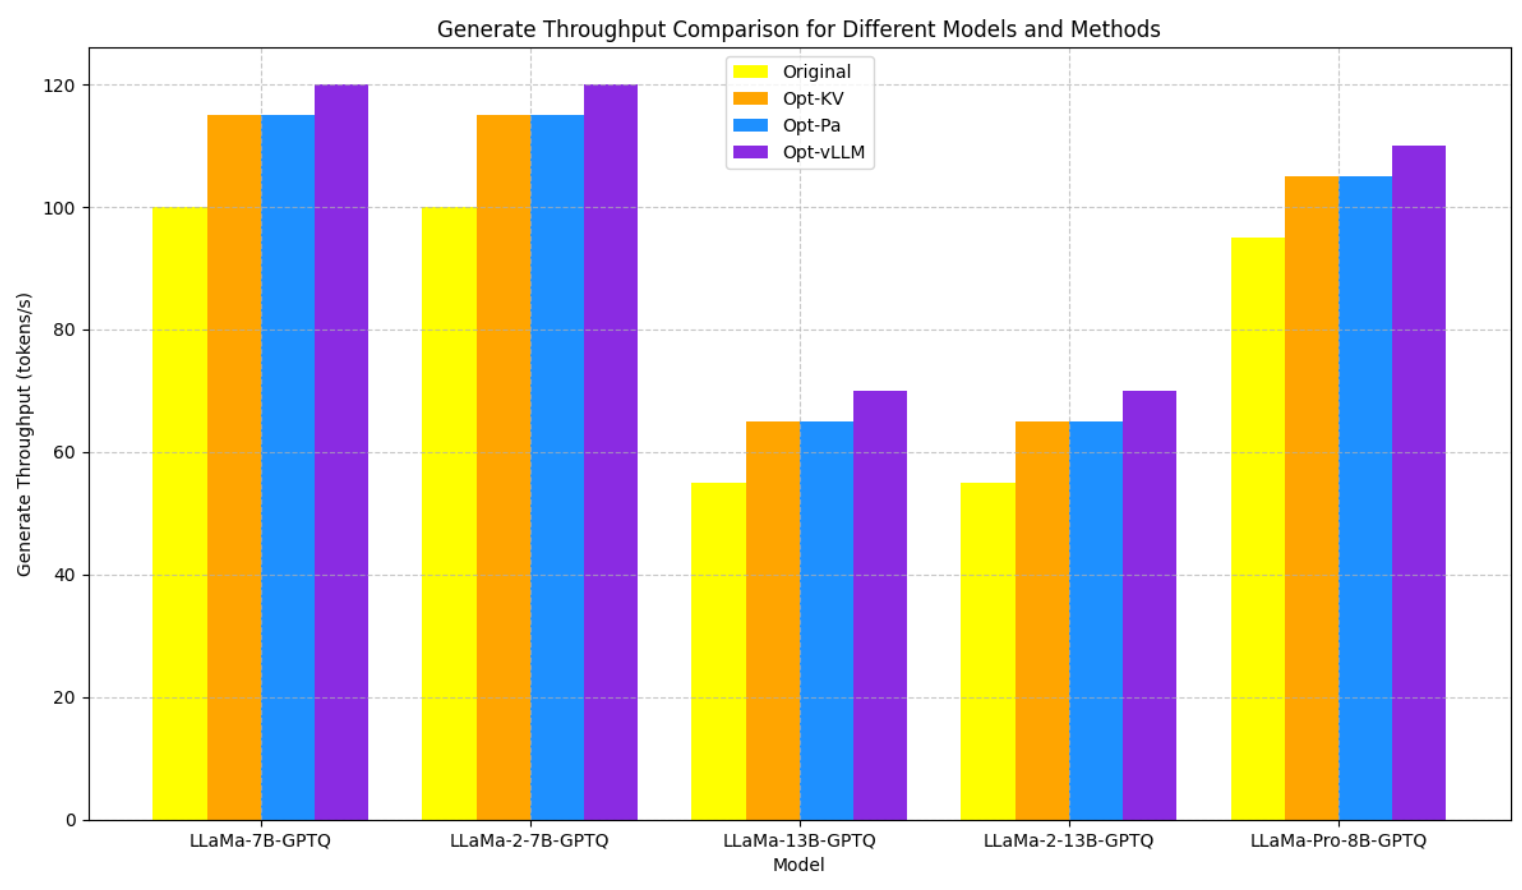 Generate Throughput Comparison for Different Models and Methods
Original
Opt-KV
Opt-Pa
Opt-vLLM
Generate Throughput (tokens/s)
120
100
80
60
40
20
0
LLaMa-7B-GPTQ
LLaMa-2-7B-GPTQ
LLaMa-13B-GPTQ
LLaMa-2-13B-GPTQ
LLaMa-Pro-8B-GPTQ
Model